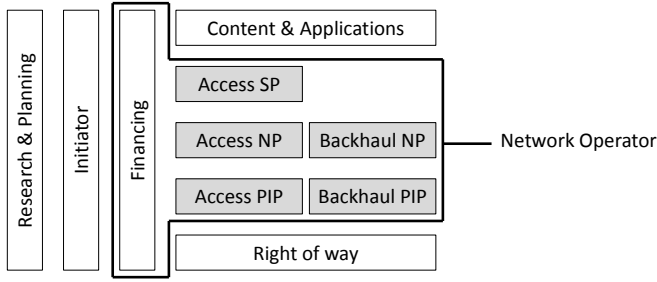 Research & Planning
Initiator
Financing
Content & Applications
Access SP
Access NP
Backhaul NP
Access PIP
Backhaul PIP
Right of way
Network Operator